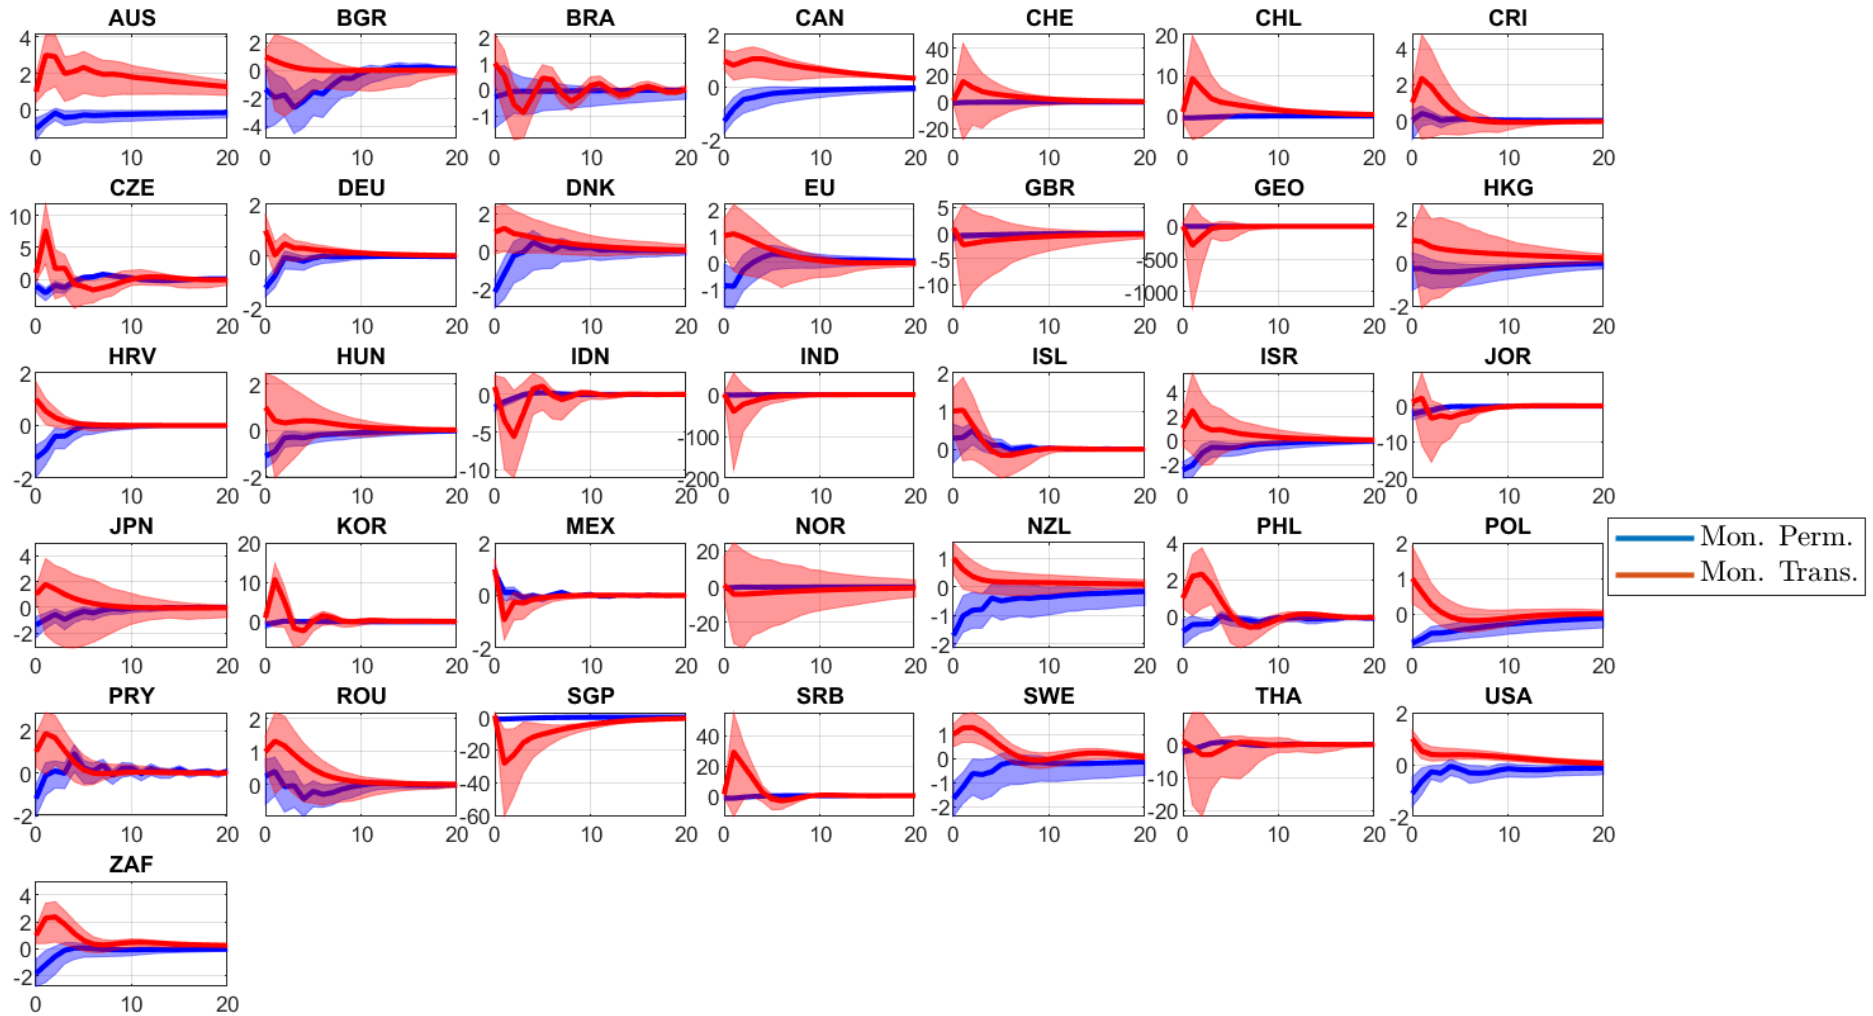 AUS BGR BRA CAN CHE CHL CRI
4 2 0
2 0 -2 -4
2 1 0 -1
2 0 -2
40 20 0 -20
20 10 0
4 2 0
0 10 20 0 10 20 0 10 20 0 10 20 0 10 20 0 10 20 0 10 20
CZE DEU DNK EU GBR GEO HKG
10 5 0
2 0 -2
2 0 -2
2 1 0 -1
5 0 -5 -10
0 -500 -1000
2 0 -2
0 10 20 0 10 20 0 10 20 0 10 20 0 10 20 0 10 20 0 10 20
HRV HUN IDN IND ISL ISR JOR
2 0 -2
2 0 -2
0 -5 -10
0 -100 -200
2 1 0
4 2 0 -2
0 -10 -20
0 10 20 0 10 20 0 10 20 0 10 20 0 10 20 0 10 20 0 10 20
JPN KOR MEX NOR NZL PHL POL
4 2 0 -2
20 10 0
2 0 -2
20 0 -20
1 0 -1 -2
4 2 0
2 1 0
0 10 20 0 10 20 0 10 20 0 10 20 0 10 20 0 10 20 0 10 20
Mon. Perm.
Mon. Trans.
PRY ROU SGP SRB SWE THA USA
2 0 -2
2 1 0
0 -20 -40 -60
40 20 0
1 0 -1 -2
0 -10 -20
2 0 -2
0 10 20 0 10 20 0 10 20 0 10 20 0 10 20 0 10 20 0 10 20
ZAF
4 2 0 -2
0 10 20